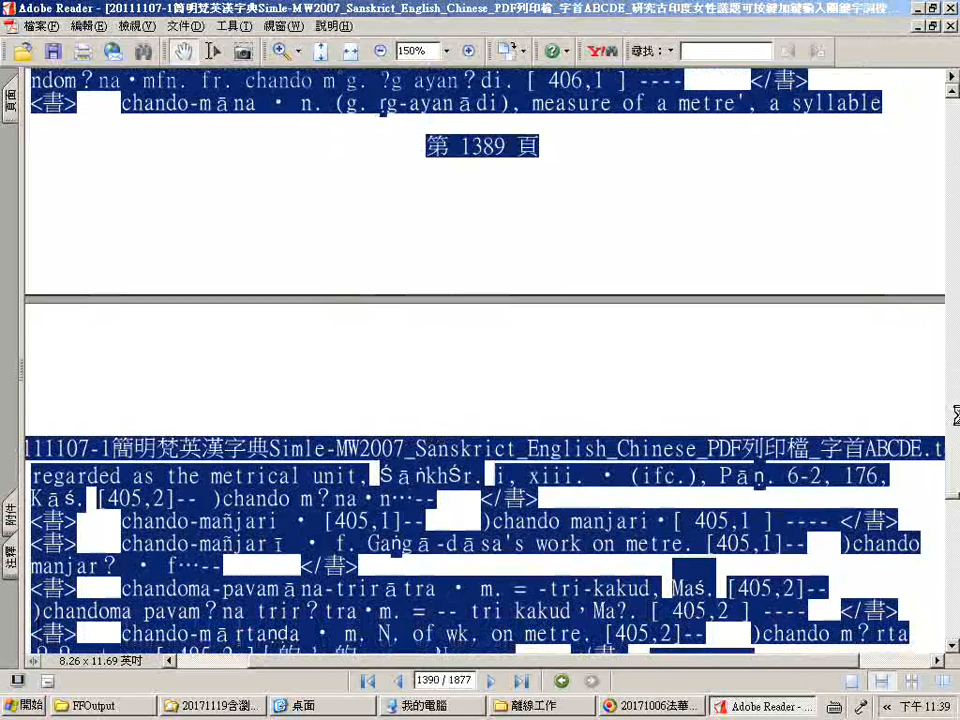 Adobe Reader - [20111107-1簡明梵英漢字典Simle-MW2007_Sanskrict_English_Chinese_PDF列印檔_字首ABCDE_研究古印度女性議題可按鍵加鍵輸入關鍵字詞搜...
檔案(F) 編輯(E) 檢視(V) 文件(D) 工具(T) 視窗(W) 說明(H)
150% 尋找:
頁面
ndom？na·mfn. fr. chando m°g. ?g ayan？di. [ 406,1 ] ---- </書>
<書> chando-māna · n. (g. ṛg-ayanādi), measure of a metre', a syllable
第 1389 頁
111107-1簡明梵英漢字典Simle-MW2007_Sanskrict_English_Chinese_PDF列印檔_字首ABCDE.t
regarded as the metrical unit, ŚāṅkhŚr. i, xiii. · (ifc.), Pāṇ. 6-2, 176,
Kāś. [405,2]-- )chando m？na·n…-- </書>
<書> chando-mañjari · [405,1]-- )chando manjari·[ 405,1 ] ---- </書>
<書> chando-mañjarī · f. Gaṅgā-dāsa's work on metre. [405,1]-- )chando
manjar？ · f…-- </書>
<書> chandoma-pavamāna-trirātra · m. = -tri-kakud, Maś. [405,2]--
)chandoma pavam？na trir？tra·m. = -- tri kakud，Ma?. [ 405,2 ] ---- </書>
<書> chando-mārtanda · m. N. of wk. on metre. [405,2]-- )chando m？rta
附件
注釋
8.26 x 11.69 英吋
1390 / 1877
開始 FFOutput 20171119含瀏... 桌面 我的電腦 離線工作 20171006法華... Adobe Reader - [... 下午 11:39